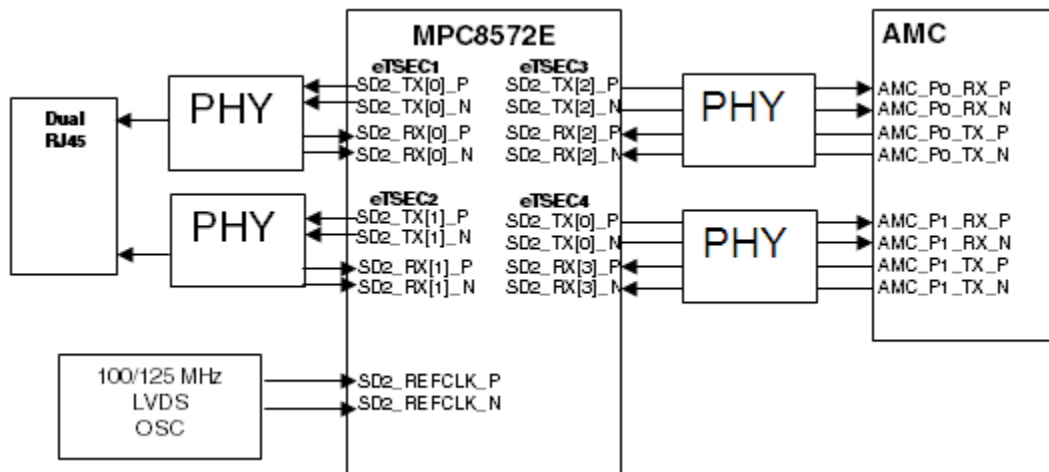 MPC8572E
AMC
eTSEC1
eTSEC3
SD2_TX[0]_P
SD2_TX[0]_N
SD2_RX[0]_P
SD2_RX[0]_N
SD2_TX[2]_P
SD2_TX[2]_N
SD2_RX[2]_P
SD2_RX[2]_N
PHY
PHY
Dual
RJ45
AMC_P0_RX_P
AMC_P0_RX_N
AMC_P0_TX_P
AMC_P0_TX_N
eTSEC2
eTSEC4
SD2_TX[1]_P
SD2_TX[1]_N
SD2_RX[1]_P
SD2_RX[1]_N
SD2_TX[0]_P
SD2_TX[0]_N
SD2_RX[3]_P
SD2_RX[3]_N
PHY
PHY
AMC_P1_RX_P
AMC_P1_RX_N
AMC_P1_TX_P
AMC_P1_TX_N
100/125 MHz
LVDS
OSC
SD2_REFCLK_P
SD2_REFCLK_N